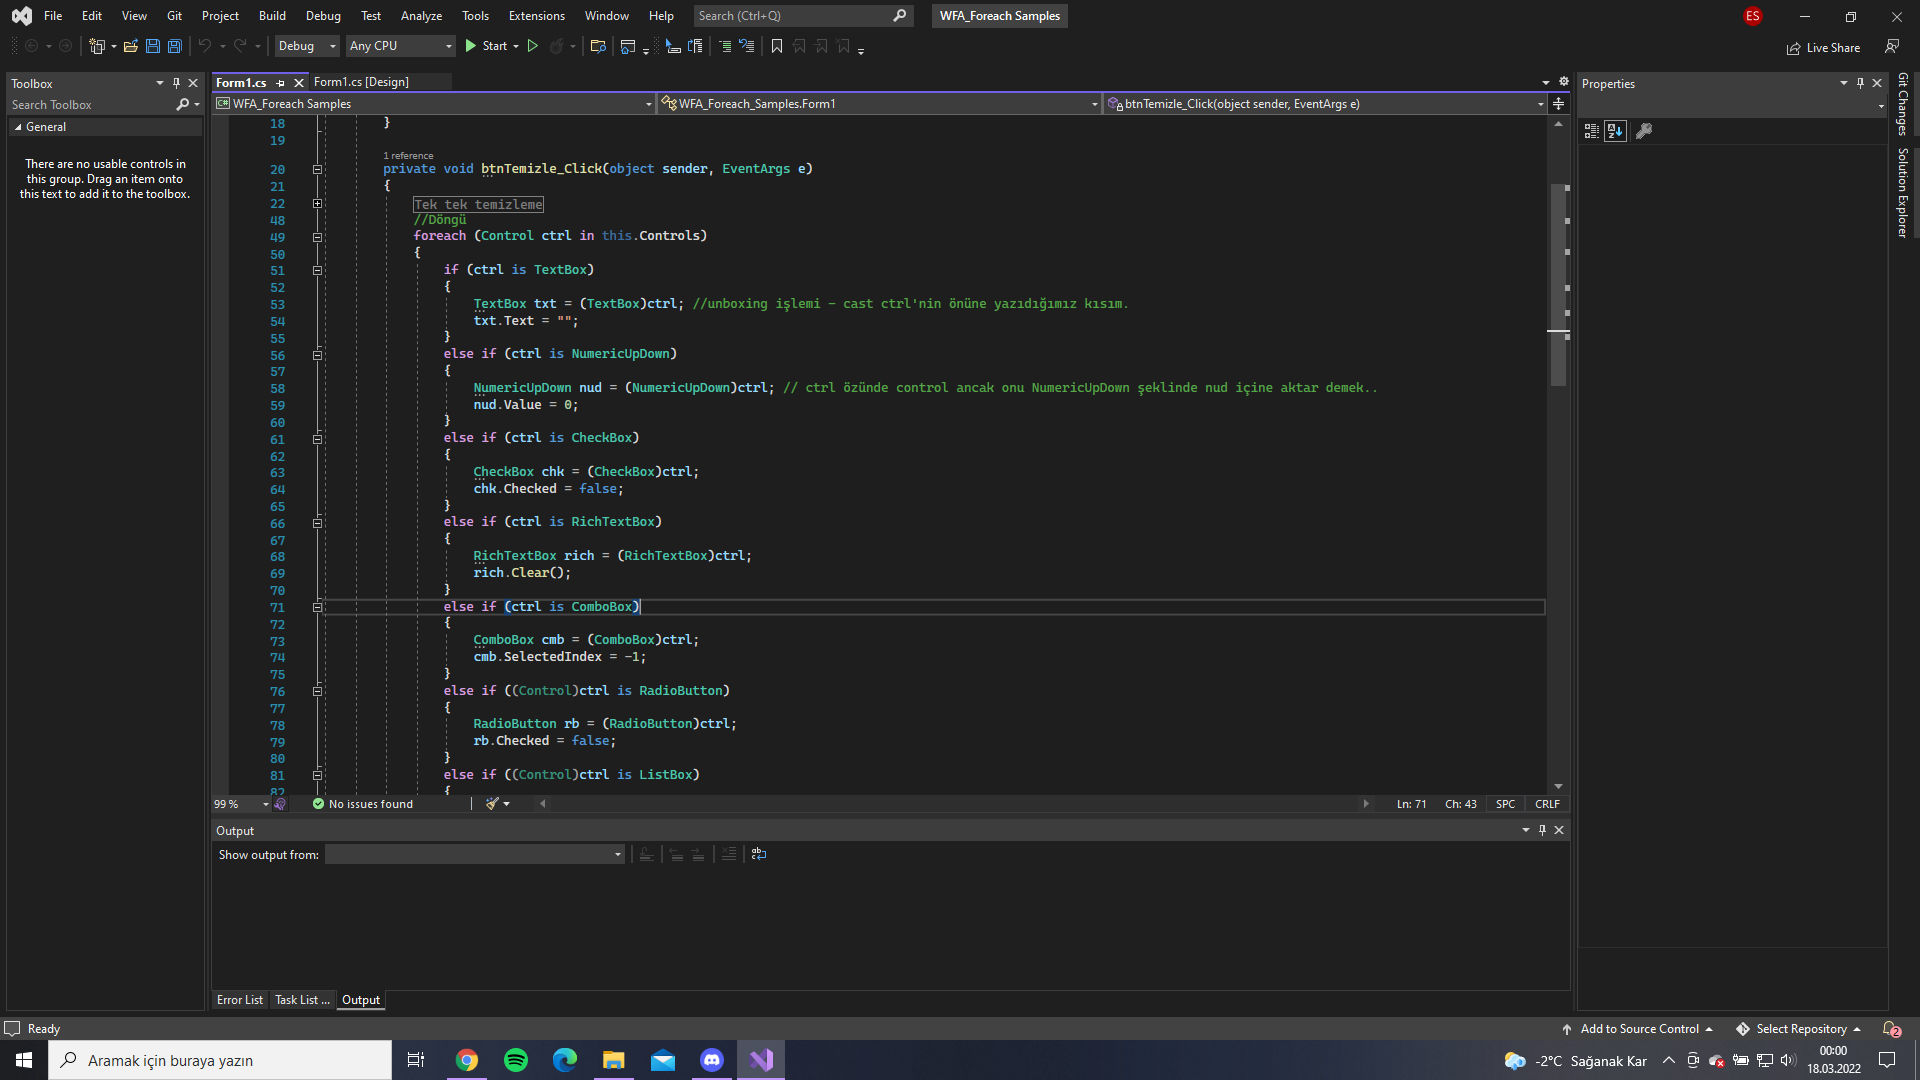 File Edit View Git Project Build Debug Test Analyze Tools Extensions Window Help Search (Ctrl+Q) WFA_Foreach Samples ES
Debug Any CPU Start Live Share
Toolbox
Search Toolbox
General
There are no usable controls in
this group. Drag an item onto
this text to add it to the toolbox.
Form1.cs Form1.cs [Design]
C# WFA_Foreach Samples WFA_Foreach_Samples.Form1 btnTemizle_Click(object sender, EventArgs e)
18 }
19
1 reference
20 private void btnTemizle_Click(object sender, EventArgs e)
21 {
22 Tek tek temizleme
48 //Döngü
49 foreach (Control ctrl in this.Controls)
50 {
51 if (ctrl is TextBox)
52 {
53 TextBox txt = (TextBox)ctrl; //unboxing işlemi - cast ctrl'nin önüne yazıdığımız kısım.
54 txt.Text = "";
55 }
56 else if (ctrl is NumericUpDown)
57 {
58 NumericUpDown nud = (NumericUpDown)ctrl; // ctrl özünde control ancak onu NumericUpDown şeklinde nud içine aktar demek..
59 nud.Value = 0;
60 }
61 else if (ctrl is CheckBox)
62 {
63 CheckBox chk = (CheckBox)ctrl;
64 chk.Checked = false;
65 }
66 else if (ctrl is RichTextBox)
67 {
68 RichTextBox rich = (RichTextBox)ctrl;
69 rich.Clear();
70 }
71 else if (ctrl is ComboBox)
72 {
73 ComboBox cmb = (ComboBox)ctrl;
74 cmb.SelectedIndex = -1;
75 }
76 else if ((Control)ctrl is RadioButton)
77 {
78 RadioButton rb = (RadioButton)ctrl;
79 rb.Checked = false;
80 }
81 else if ((Control)ctrl is ListBox)
82 {
99 % No issues found Ln: 71 Ch: 43 SPC CRLF
Output
Show output from:
Error List Task List ... Output
Properties
Git Changes
Solution Explorer
Ready Add to Source Control Select Repository 2
Aramak için buraya yazın -2°C Sağanak Kar 00:00
18.03.2022